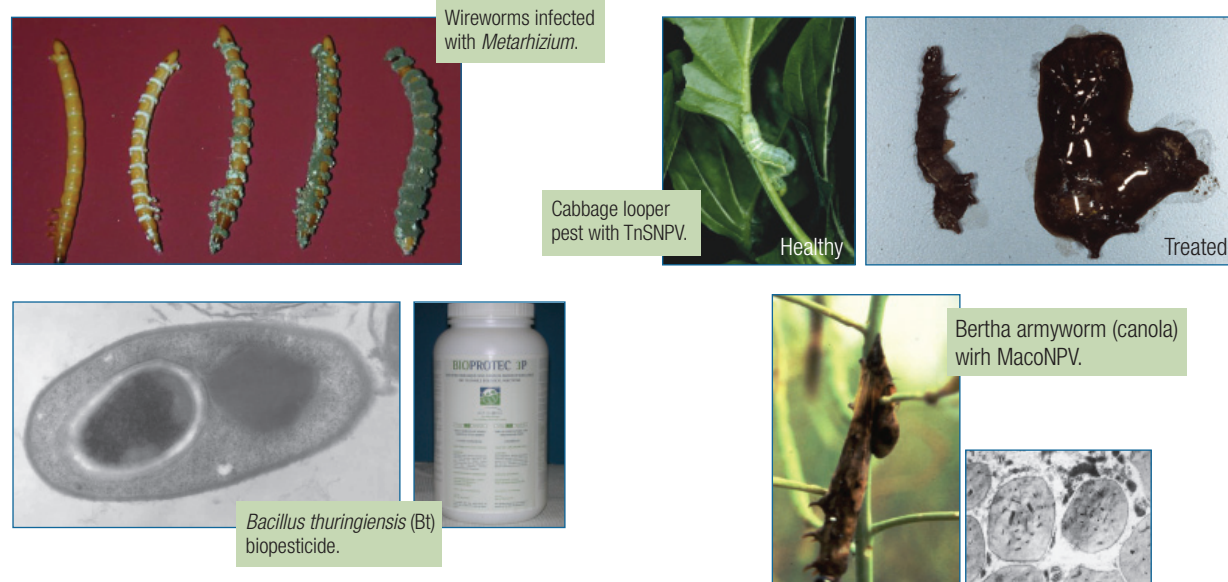 Wireworms infected
with Metarhizium.
Cabbage looper
pest with TnSNPV.
Healthy
Treated
BIOPROTEC 3P
Bacillus thuringiensis (Bt)
biopesticide.
Bertha armyworm (canola)
wirh MacoNPV.